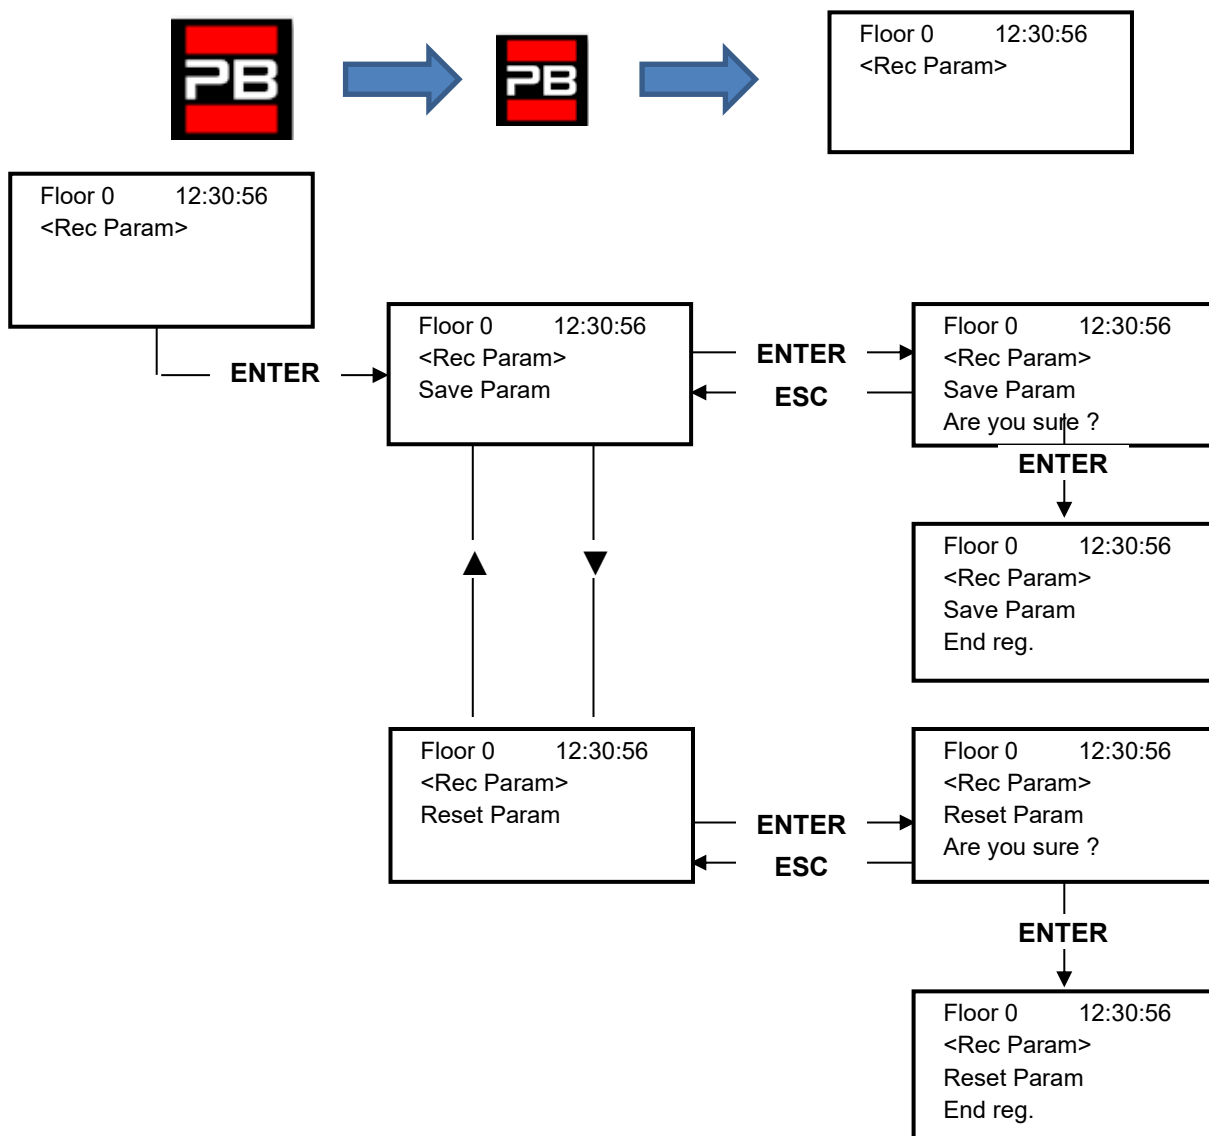 PB
PB
Floor 0 12:30:56
<Rec Param>
Floor 0 12:30:56
<Rec Param>
ENTER
Floor 0 12:30:56
<Rec Param>
Save Param
ENTER
ESC
Floor 0 12:30:56
<Rec Param>
Save Param
Are you sure ?
ENTER
Floor 0 12:30:56
<Rec Param>
Save Param
End reg.
▲ ▼
Floor 0 12:30:56
<Rec Param>
Reset Param
ENTER
ESC
Floor 0 12:30:56
<Rec Param>
Reset Param
Are you sure ?
ENTER
Floor 0 12:30:56
<Rec Param>
Reset Param
End reg.